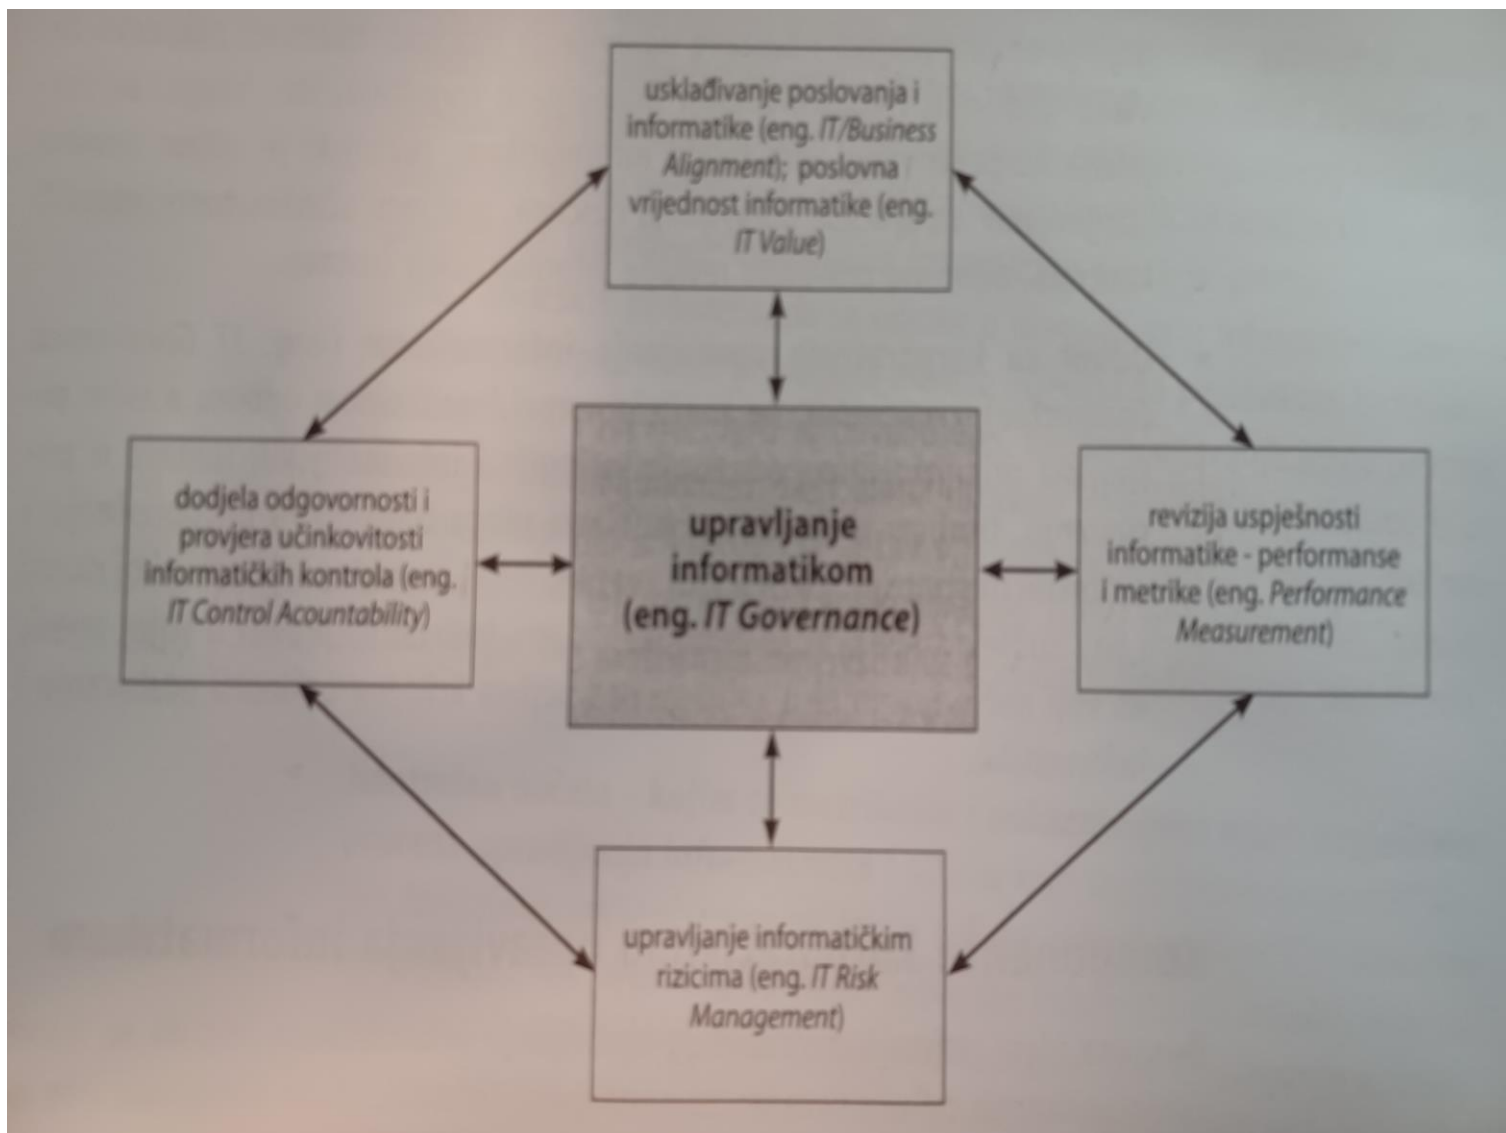 usklađivanje poslovanja i
informatike (eng. IT/Business
Alignment); poslovna
vrijednost informatike (eng.
IT Value)
dodjela odgovornosti i
provjera učinkovitosti
informatičkih kontrola (eng.
IT Control Acountability)
upravljanje
informatikom
(eng. IT Governance)
revizija uspješnosti
informatike - performanse
i metrike (eng. Performance
Measurement)
upravljanje informatičkim
rizicima (eng. IT Risk
Management)